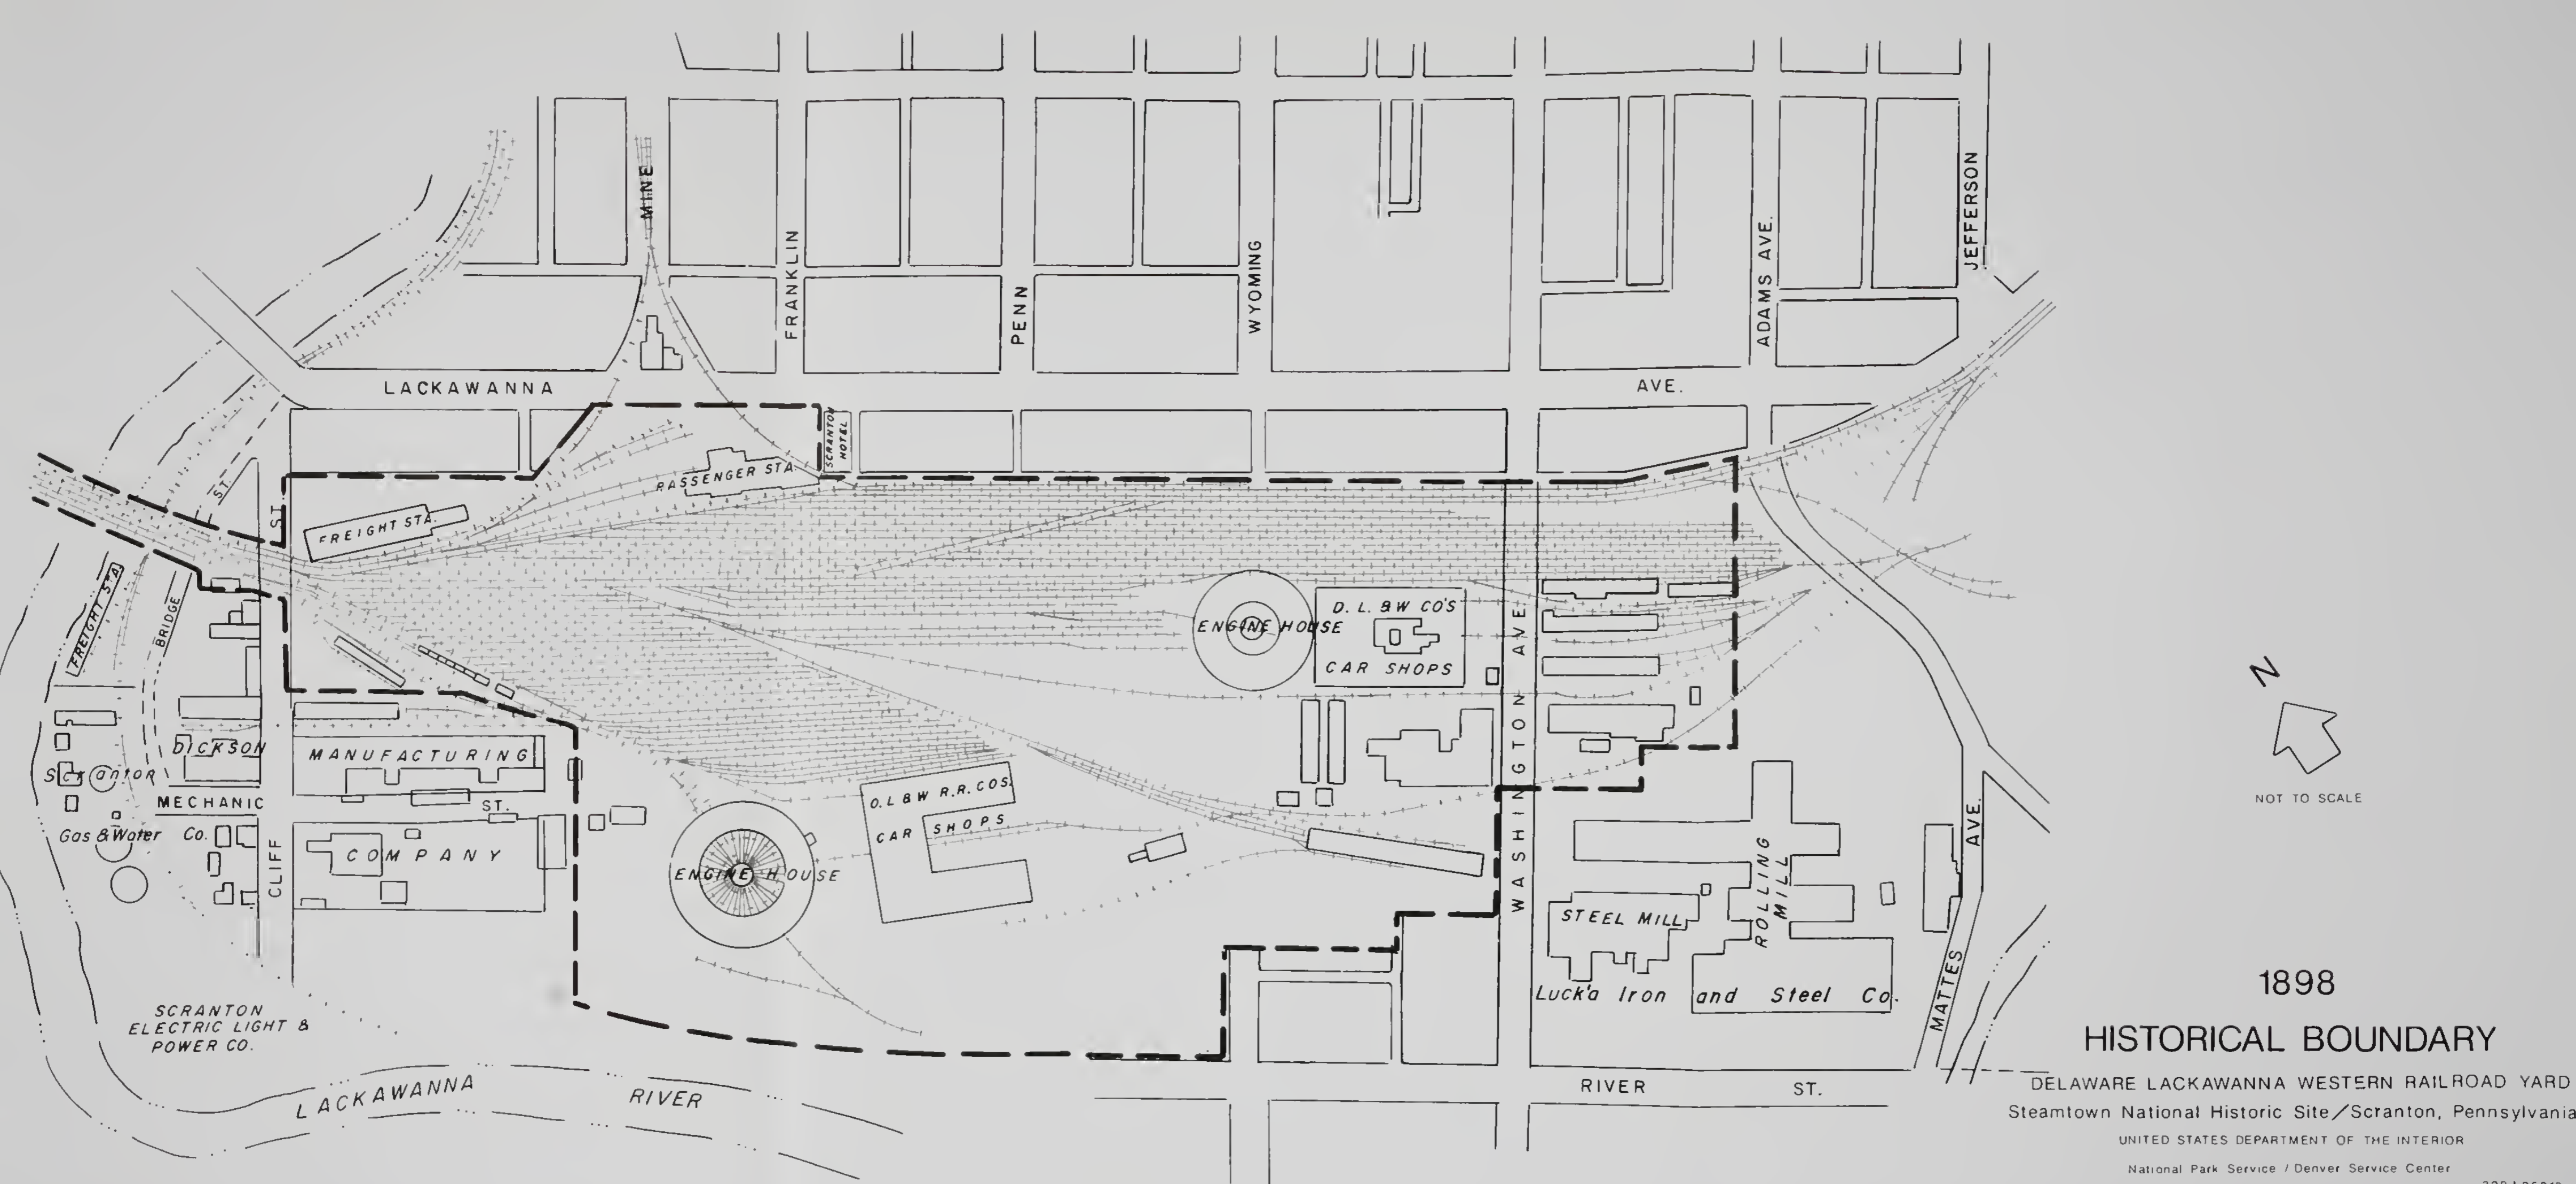 MINE
FRANKLIN
PENN
WYOMING
ADAMS AVE.
JEFFERSON
LACKAWANNA
AVE.
SCRANTON
HOTEL
PASSENGER STA.
FREIGHT STA.
ST.
ST.
FREIGHT STA.
BRIDGE
ENGINE HOUSE
D. L. &W CO'S
CAR SHOPS
WASHINGTON AVE.
DICKSON
MANUFACTURING
COMPANY
Scranton
Gas & Water Co.
MECHANIC
ST.
CLIFF
ENGINE HOUSE
D.L &W R.R. COS.
CAR SHOPS
STEEL MILL
ROLLING
MILL
Luck'a Iron and Steel Co.
MATTES
AVE.
SCRANTON
ELECTRIC LIGHT &
POWER CO.
LACKAWANNA RIVER
RIVER ST.
N
NOT TO SCALE
1898
HISTORICAL BOUNDARY
DELAWARE LACKAWANNA WESTERN RAILROAD YARD
Steamtown National Historic Site/Scranton, Pennsylvania
UNITED STATES DEPARTMENT OF THE INTERIOR
National Park Service / Denver Service Center